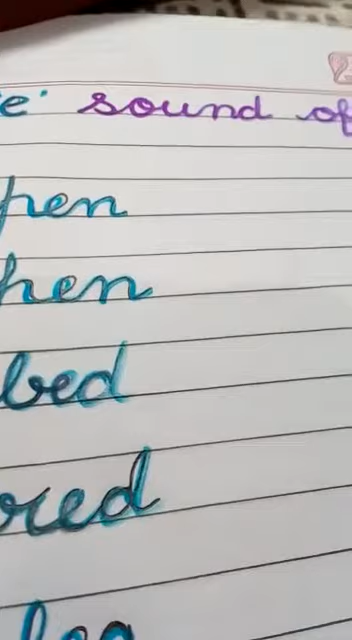 'e' sound of
pen
hen
bed
red